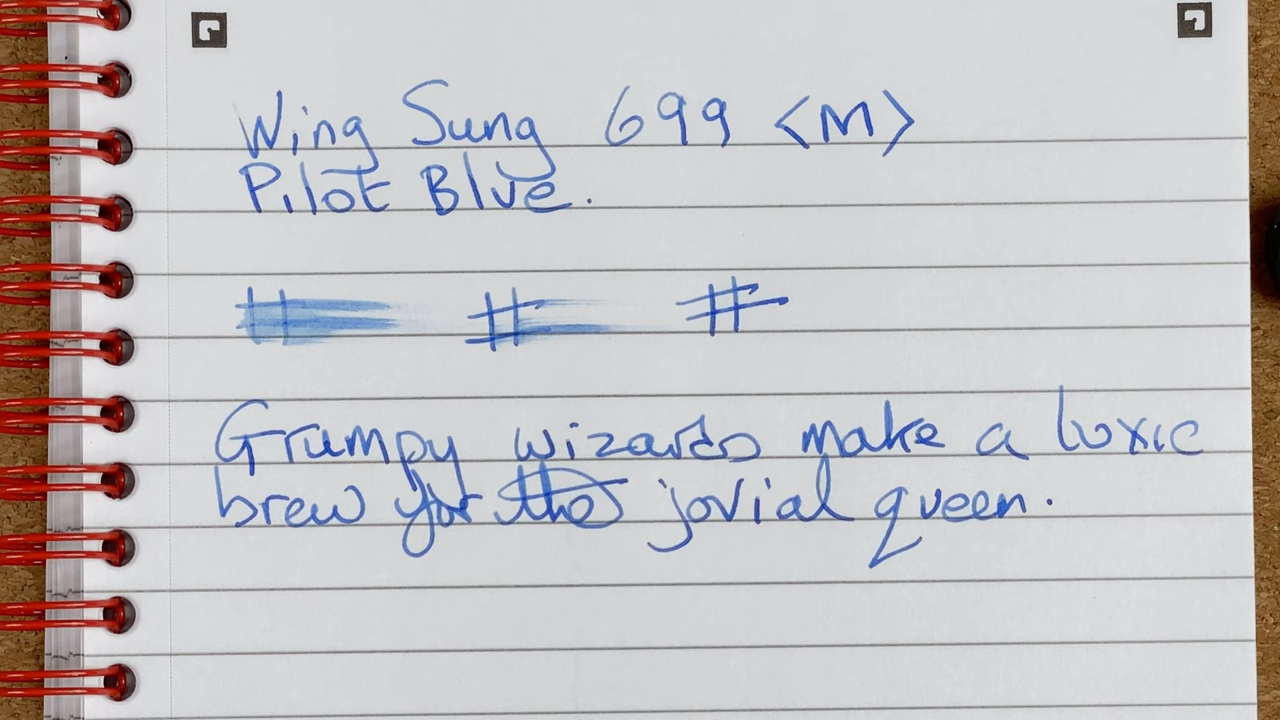 Wing Sung 699 <M>
Pilot Blue.
# # #
Grumpy wizards make a toxic
brew for the jovial queen.